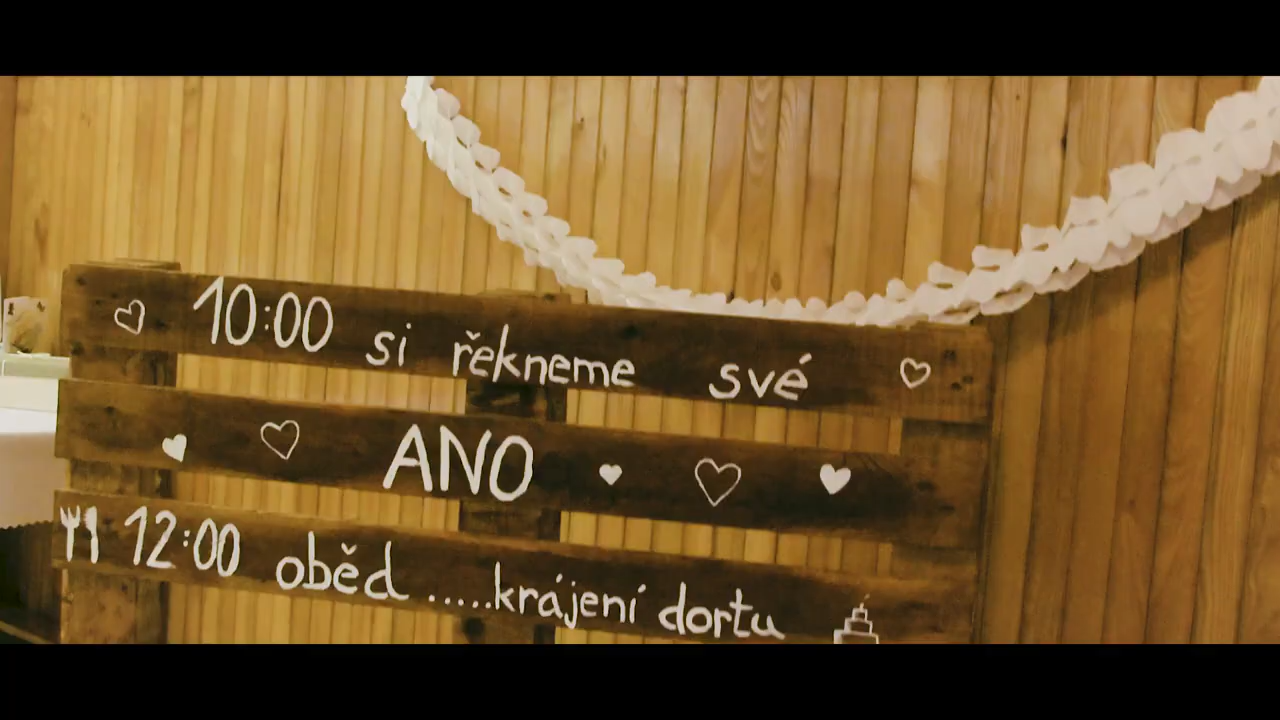 10:00 si řekneme své
ANO
12:00 oběd .....krájení dortu